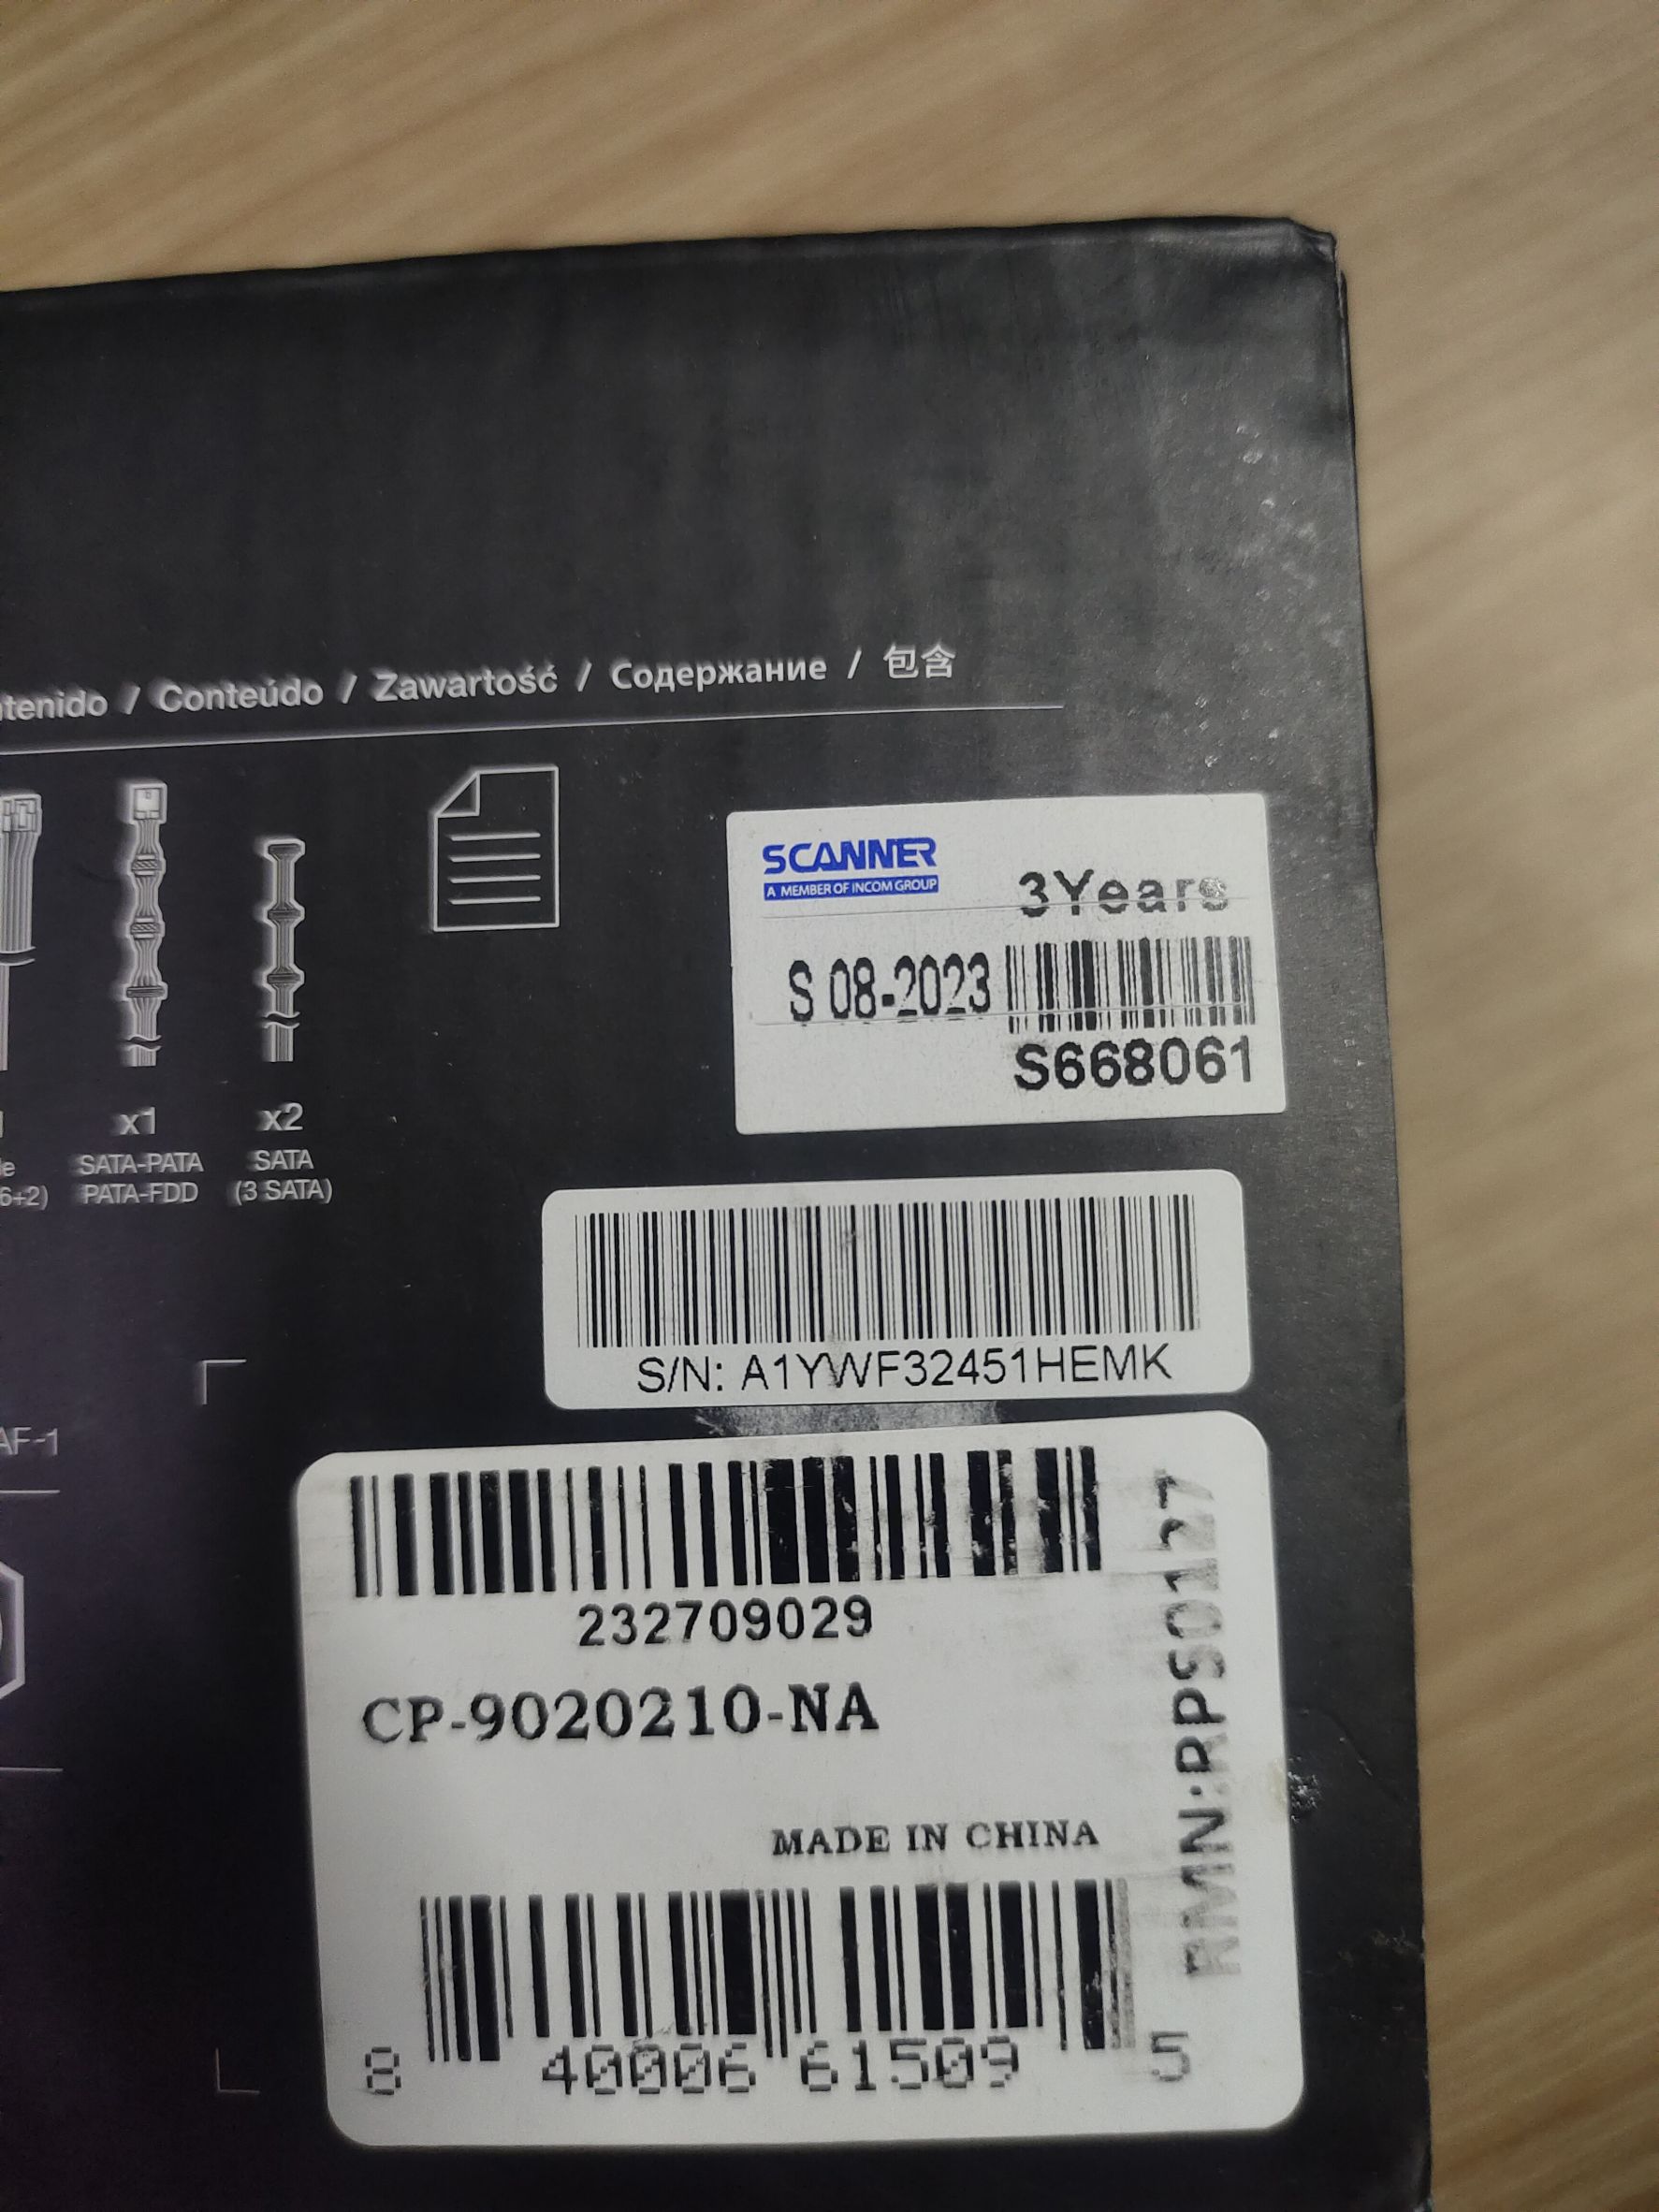 / Conteúdo / Zawartość / Содержание / 包含
x1
SATA-PATA
PATA-FDD
x2
SATA
(3 SATA)
6+2)
AF-1
SCANNER
A MEMBER OF INCOM GROUP
3Years
S 08-2023
S668061
S/N: A1YWF32451HEMK
232709029
CP-9020210-NA
MADE IN CHINA
RMN:RPS0127
8 40006 61509 5